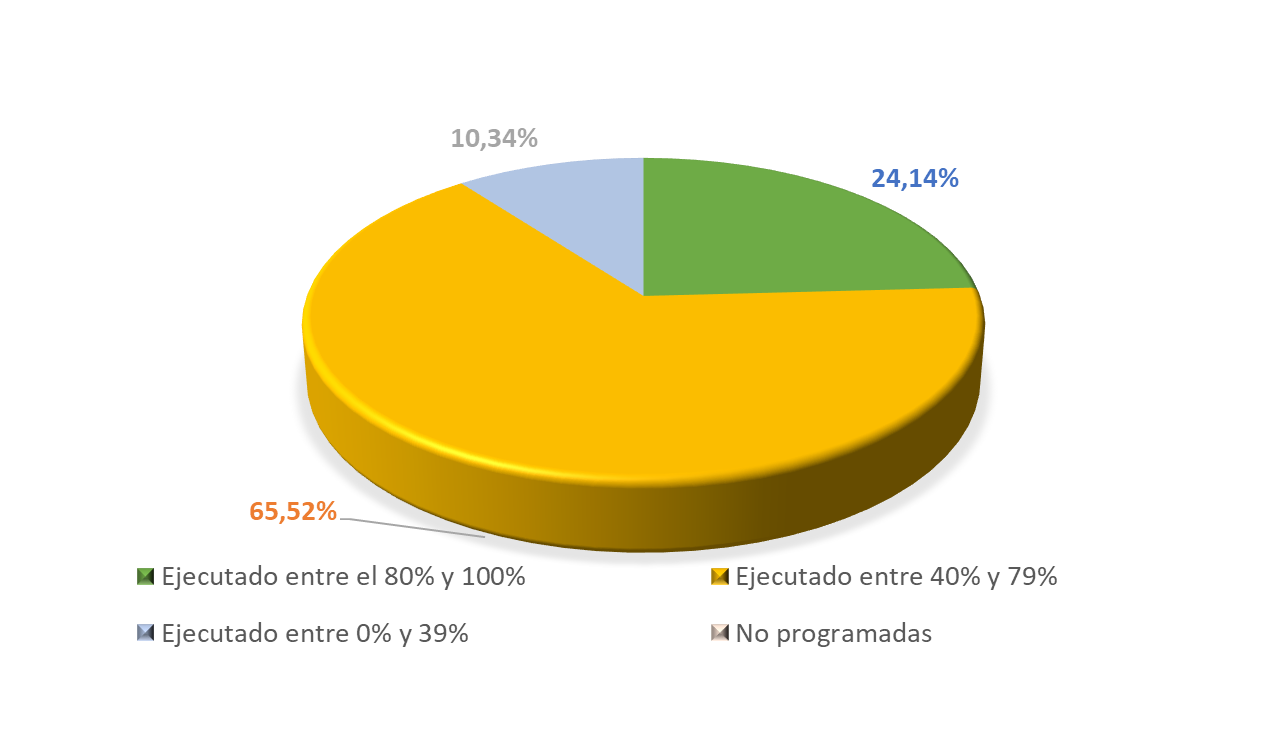 10,34%
24,14%
65,52%
Ejecutado entre el 80% y 100%
Ejecutado entre 40% y 79%
Ejecutado entre 0% y 39%
No programadas